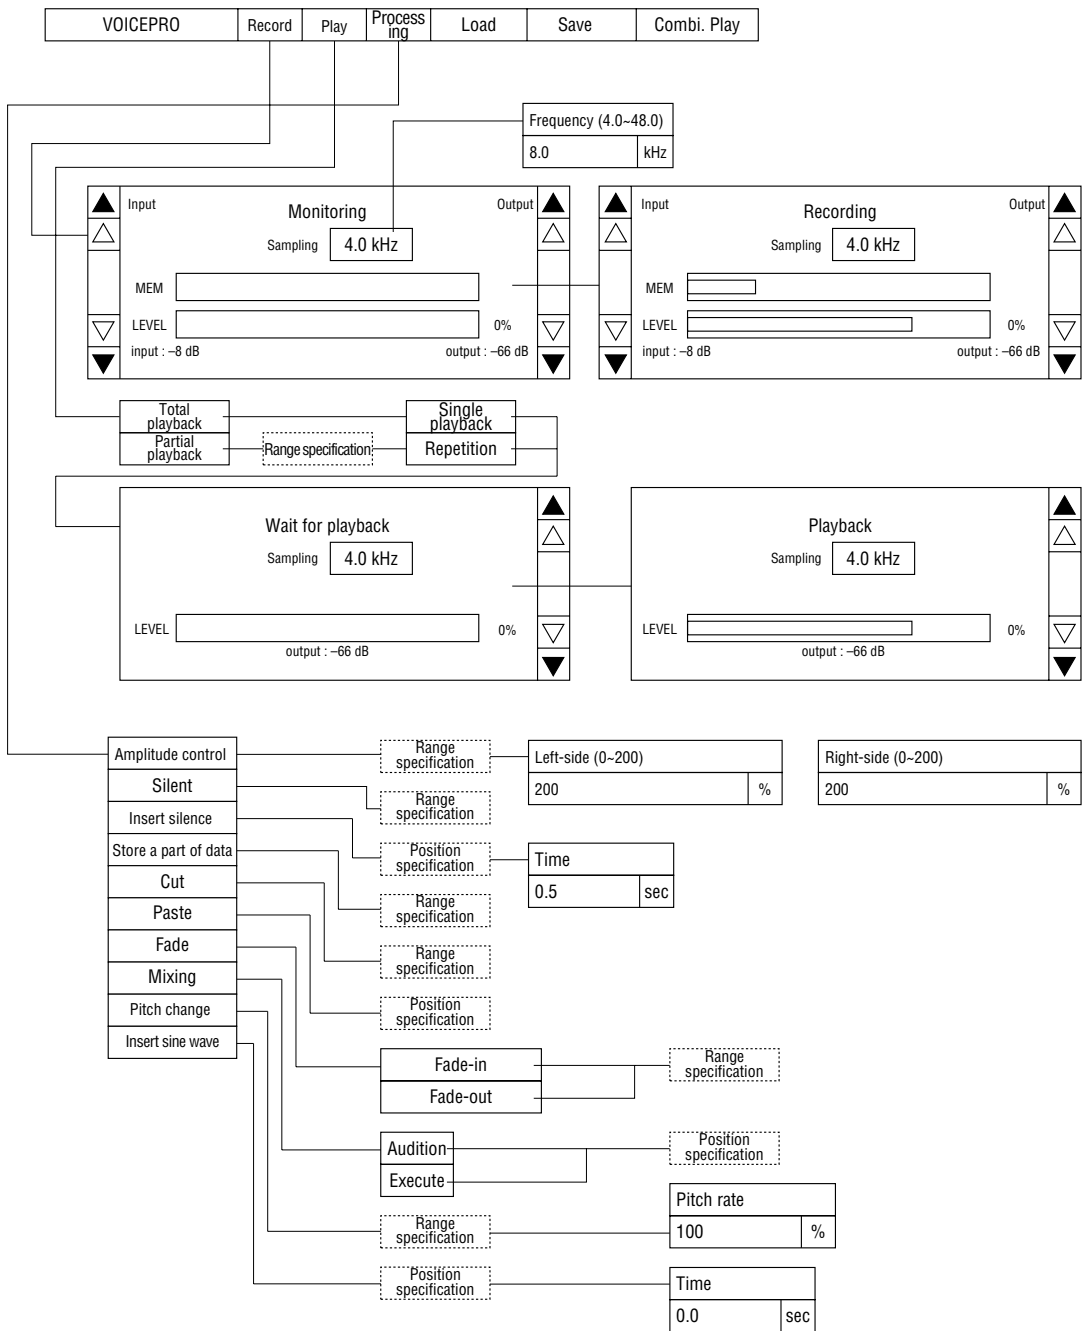 VOICEPRO Record Play Process
ing Load Save Combi. Play
Frequency (4.0~48.0)
8.0 kHz
Input Monitoring Output
Sampling 4.0 kHz
MEM
LEVEL 0%
input : –8 dB output : –66 dB
Input Recording Output
Sampling 4.0 kHz
MEM
LEVEL 0%
input : –8 dB output : –66 dB
Total
playback
Single
playback
Partial
playback
Range specification
Repetition
Wait for playback
Sampling 4.0 kHz
LEVEL 0%
output : –66 dB
Playback
Sampling 4.0 kHz
LEVEL 0%
output : –66 dB
Amplitude control
Range
specification
Left-side (0~200)
200 %
Right-side (0~200)
200 %
Silent
Range
specification
Insert silence
Position
specification
Time
0.5 sec
Store a part of data
Range
specification
Cut
Range
specification
Paste
Position
specification
Fade
Fade-in
Fade-out
Range
specification
Mixing
Audition
Execute
Position
specification
Pitch change
Range
specification
Pitch rate
100 %
Insert sine wave
Position
specification
Time
0.0 sec